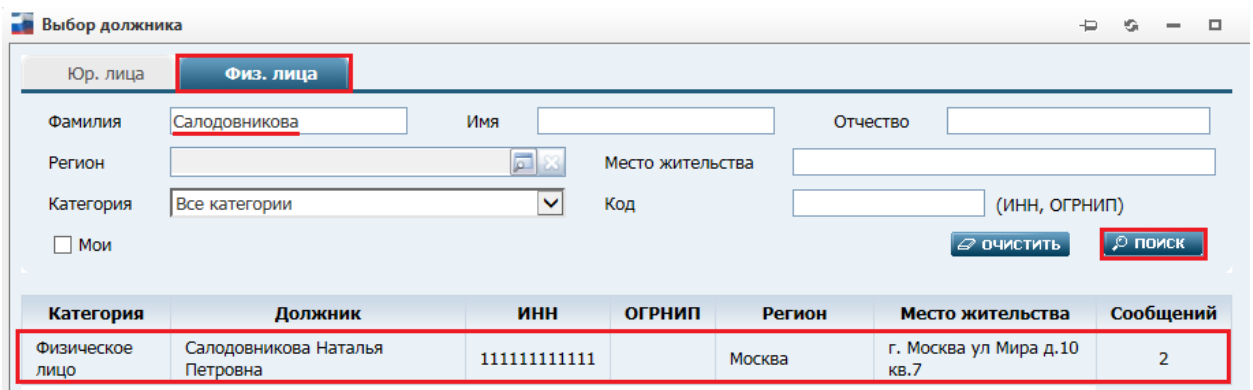 Выбор должника
Юр. лица Физ. лица
Фамилия Салодовникова Имя Отчество
Регион Место жительства
Категория Все категории Код (ИНН, ОГРНИП)
Мои ОЧИСТИТЬ ПОИСК
Категория Должник ИНН ОГРНИП Регион Место жительства Сообщений
Физическое Салодовникова Наталья г. Москва ул Мира д.10
111111111111 Москва 2
лицо Петровна кв.7